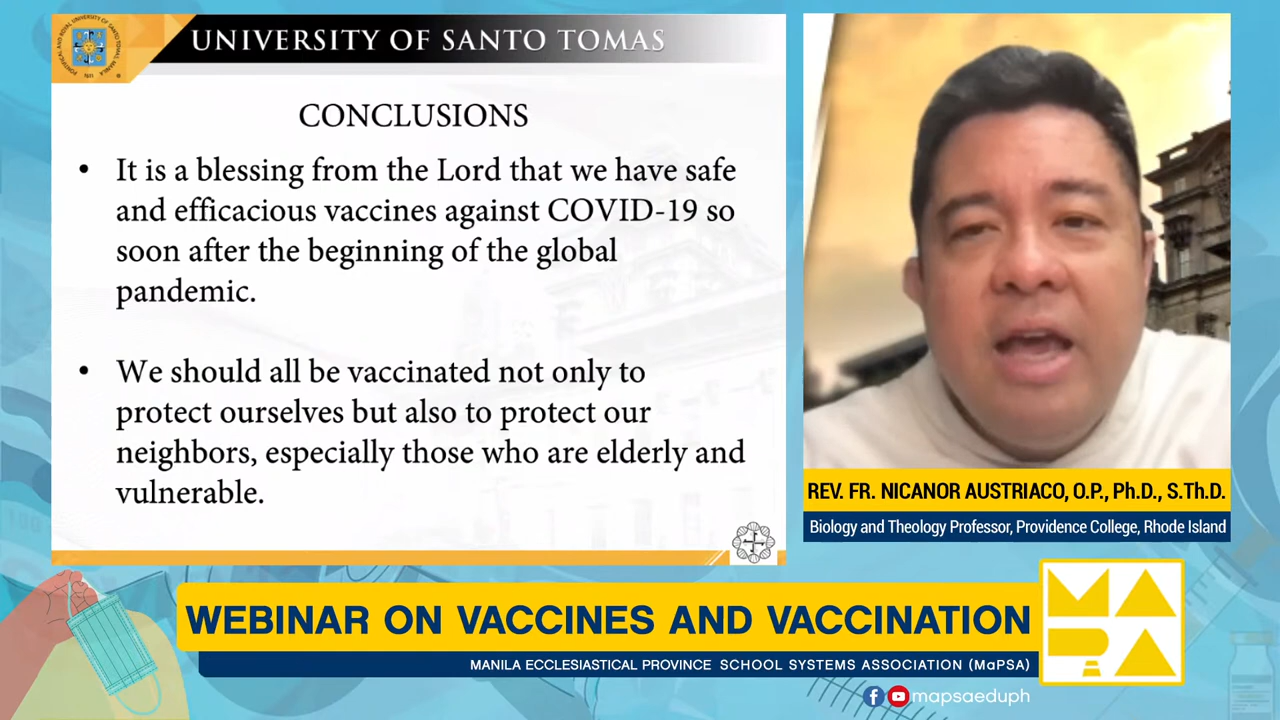 UNIVERSITY OF SANTO TOMAS
CONCLUSIONS
• It is a blessing from the Lord that we have safe
and efficacious vaccines against COVID-19 so
soon after the beginning of the global
pandemic.
• We should all be vaccinated not only to
protect ourselves but also to protect our
neighbors, especially those who are elderly and
vulnerable.
REV. FR. NICANOR AUSTRIACO, O.P., Ph.D., S.Th.D.
Biology and Theology Professor, Providence College, Rhode Island
WEBINAR ON VACCINES AND VACCINATION
MANILA ECCLESIASTICAL PROVINCE SCHOOL SYSTEMS ASSOCIATION (MaPSA)
mapsaeduph
MA
PA